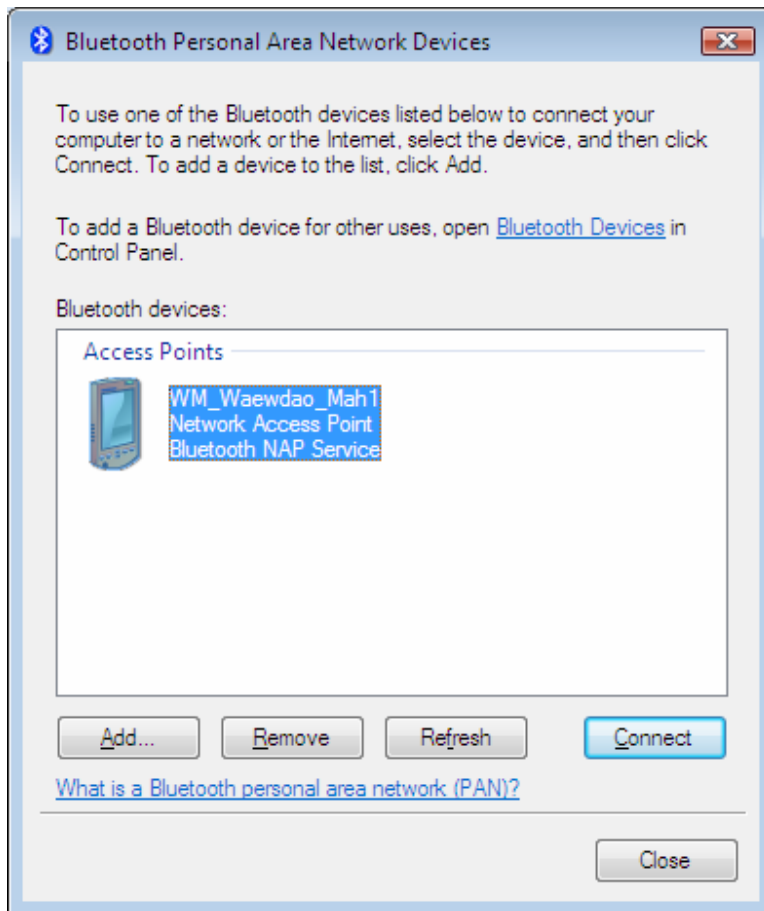 Bluetooth Personal Area Network Devices
To use one of the Bluetooth devices listed below to connect your
computer to a network or the Internet, select the device, and then click
Connect. To add a device to the list, click Add.
To add a Bluetooth device for other uses, open Bluetooth Devices in
Control Panel.
Bluetooth devices:
Access Points
WM_Waewdao_Mah1
Network Access Point
Bluetooth NAP Service
Add... Remove Refresh Connect
What is a Bluetooth personal area network (PAN)?
Close